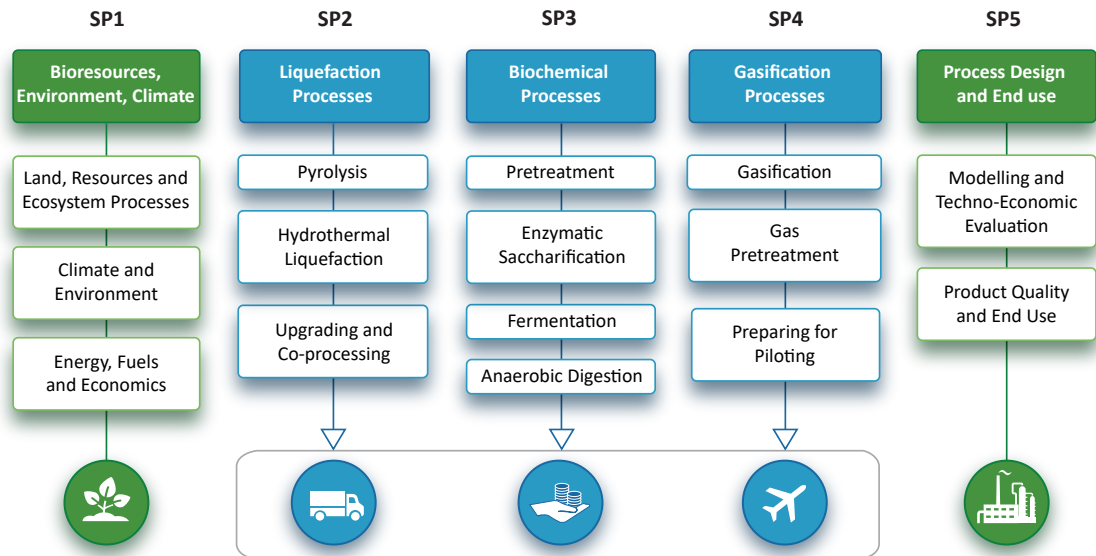 SP1
Bioresources,
Environment, Climate
Land, Resources and
Ecosystem Processes
Climate and
Environment
Energy, Fuels
and Economics
SP2
Liquefaction
Processes
Pyrolysis
Hydrothermal
Liquefaction
Upgrading and
Co-processing
SP3
Biochemical
Processes
Pretreatment
Enzymatic
Saccharification
Fermentation
Anaerobic Digestion
SP4
Gasification
Processes
Gasification
Gas
Pretreatment
Preparing for
Piloting
SP5
Process Design
and End use
Modelling and
Techno-Economic
Evaluation
Product Quality
and End Use